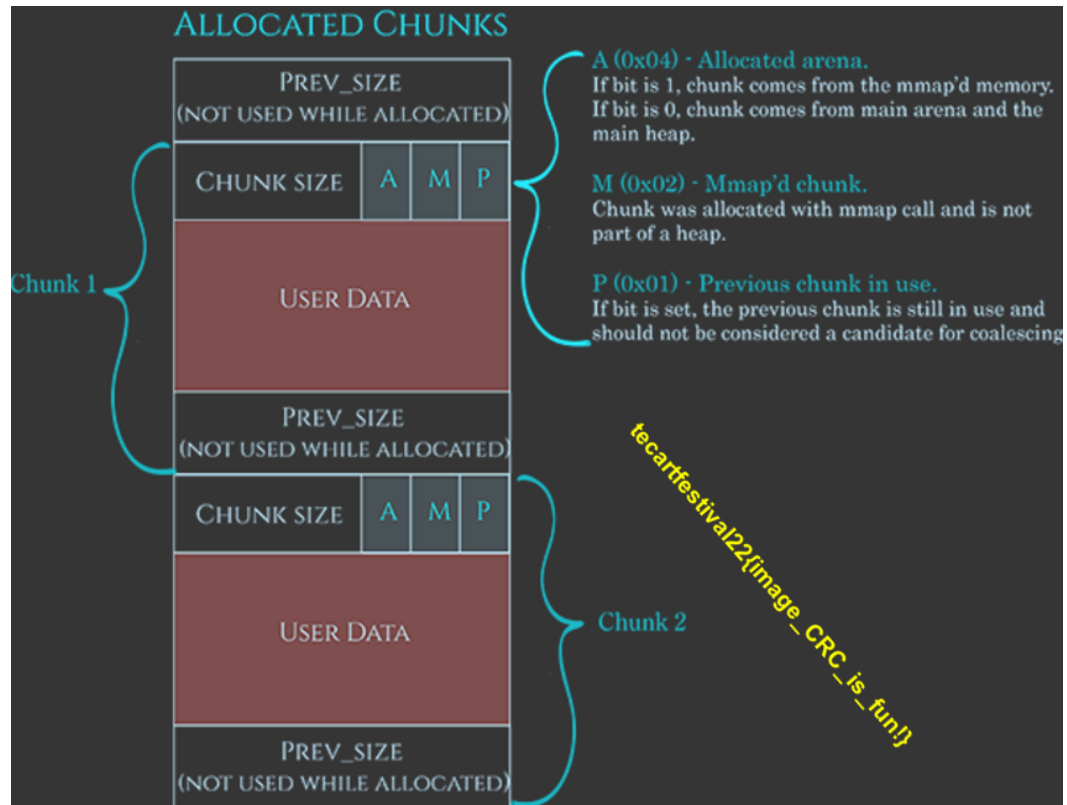 ALLOCATED CHUNKS
PREV_SIZE
(NOT USED WHILE ALLOCATED)
CHUNK SIZE A M P
USER DATA
PREV_SIZE
(NOT USED WHILE ALLOCATED)
CHUNK SIZE A M P
USER DATA
PREV_SIZE
(NOT USED WHILE ALLOCATED)
Chunk 1
Chunk 2
A (0x04) - Allocated arena.
If bit is 1, chunk comes from the mmap'd memory.
If bit is 0, chunk comes from main arena and the
main heap.
M (0x02) - Mmap'd chunk.
Chunk was allocated with mmap call and is not
part of a heap.
P (0x01) - Previous chunk in use.
If bit is set, the previous chunk is still in use and
should not be considered a candidate for coalescing
tecartfestival22{image_CRC_is_fun!}